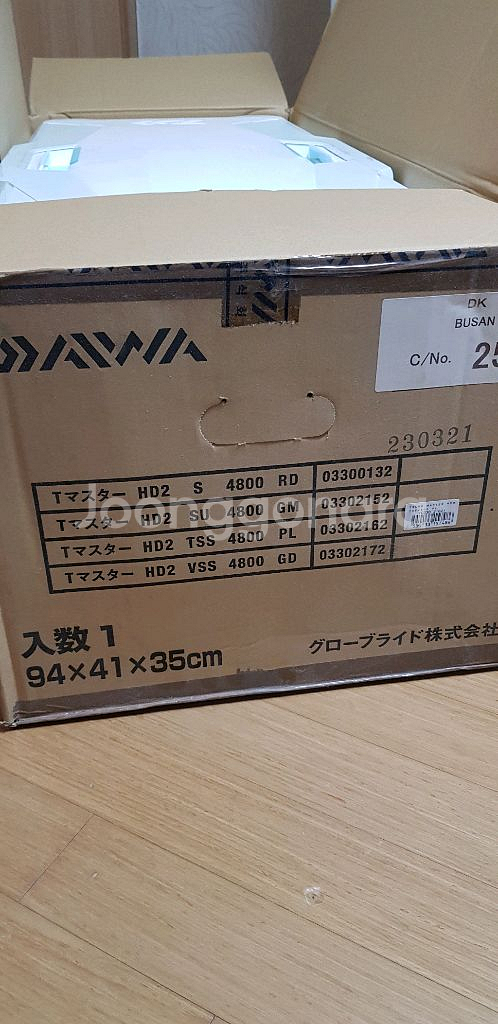 DK
BUSAN
C/No. 25
DAIWA
230321
Tマスター HD2 S 4800 RD 03300132
Tマスター HD2 SU 4800 GM 03302152
Tマスター HD2 TSS 4800 PL 03302162
Tマスター HD2 VSS 4800 GD 03302172
Joonggonara
入数 1
94×41×35cm
グローブライド株式会